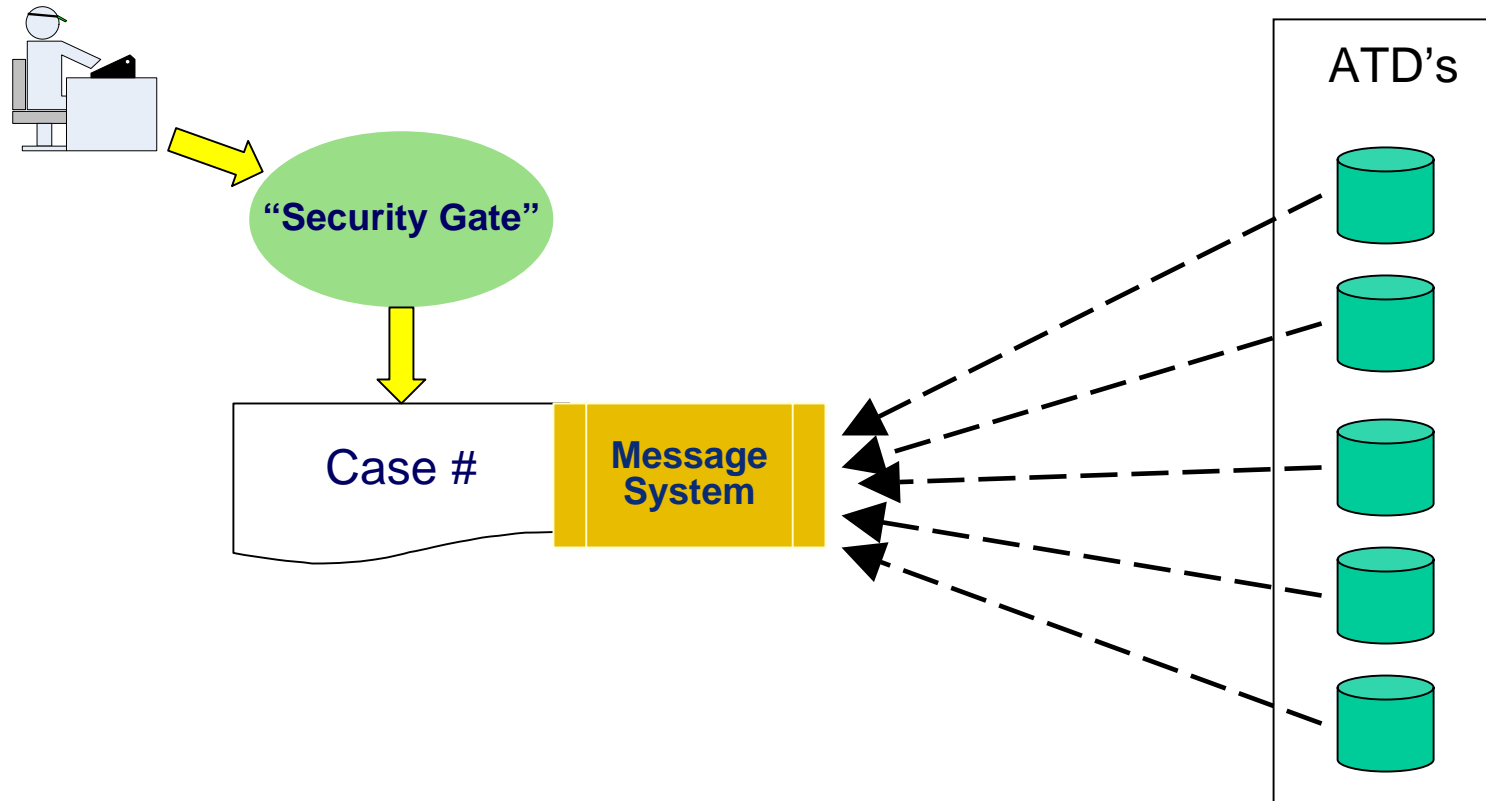 ATD’s
“Security Gate”
Case #
Message
System